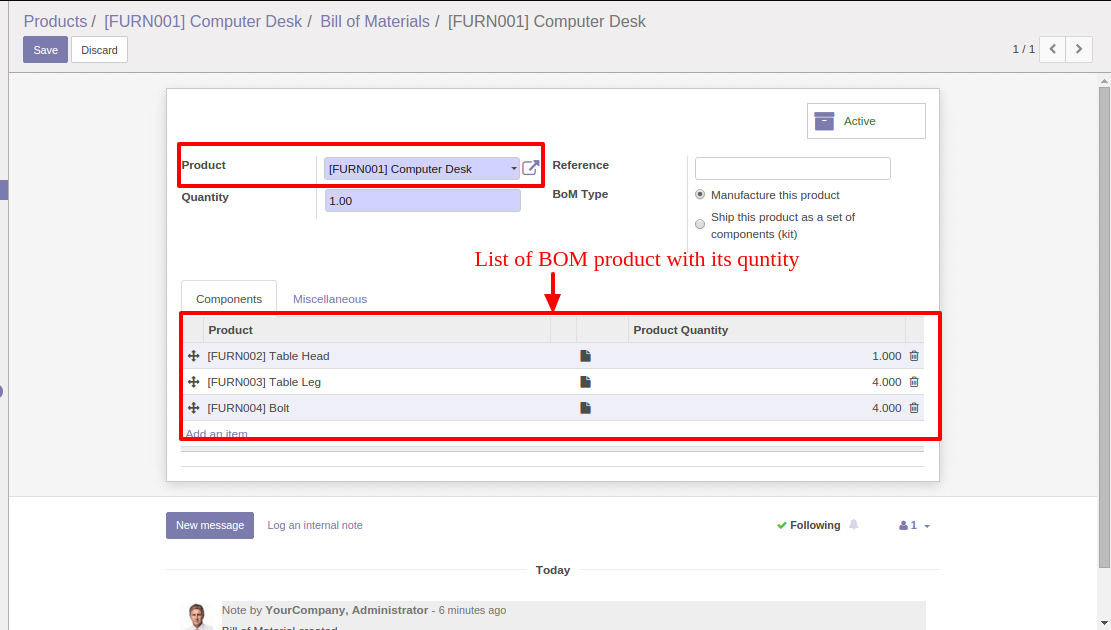 Products / [FURN001] Computer Desk / Bill of Materials / [FURN001] Computer Desk
Save Discard
1 / 1
Active
Product
[FURN001] Computer Desk
Reference
Quantity
1.00
BoM Type
Manufacture this product
Ship this product as a set of
components (kit)
List of BOM product with its quntity
Components Miscellaneous
Product Product Quantity
[FURN002] Table Head 1.000
[FURN003] Table Leg 4.000
[FURN004] Bolt 4.000
Add an item
New message Log an internal note
Following 1
Today
Note by YourCompany, Administrator - 6 minutes ago
Bill of Material created